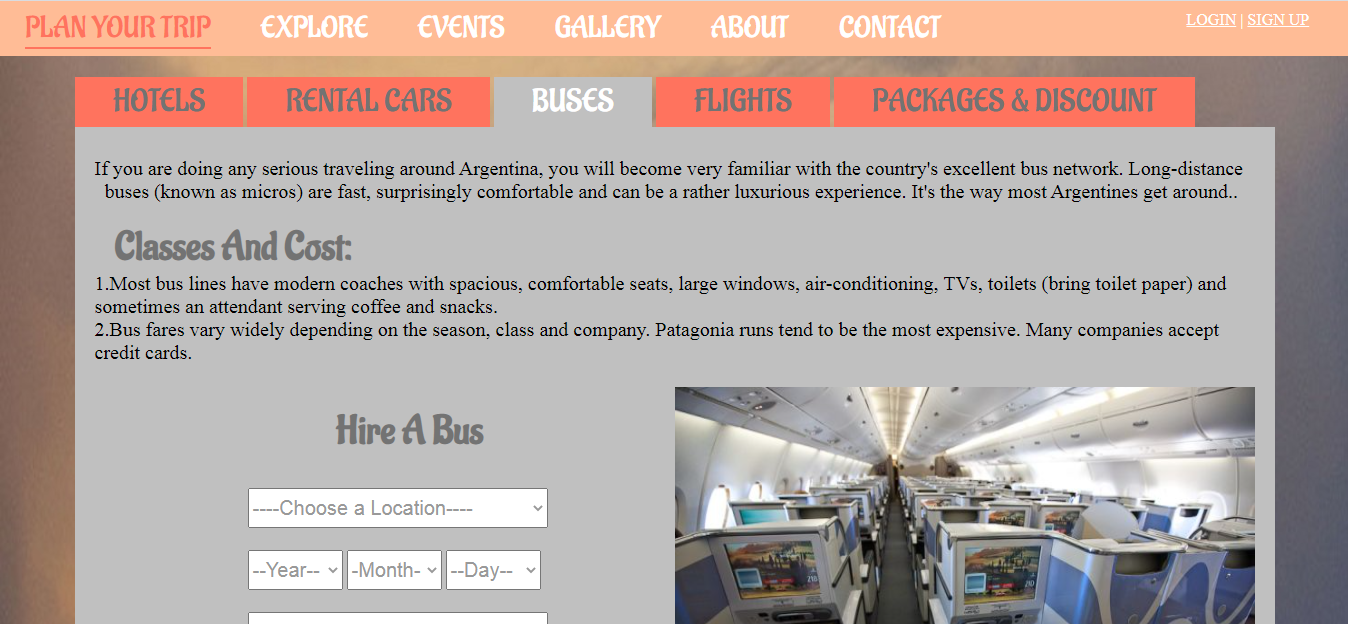 PLAN YOUR TRIP EXPLORE EVENTS GALLERY ABOUT CONTACT LOGIN | SIGN UP
HOTELS RENTAL CARS BUSES FLIGHTS PACKAGES & DISCOUNT
If you are doing any serious traveling around Argentina, you will become very familiar with the country's excellent bus network. Long-distance
buses (known as micros) are fast, surprisingly comfortable and can be a rather luxurious experience. It's the way most Argentines get around..
Classes And Cost:
1.Most bus lines have modern coaches with spacious, comfortable seats, large windows, air-conditioning, TVs, toilets (bring toilet paper) and
sometimes an attendant serving coffee and snacks.
2.Bus fares vary widely depending on the season, class and company. Patagonia runs tend to be the most expensive. Many companies accept
credit cards.
Hire A Bus
----Choose a Location----
--Year-- -Month- --Day--